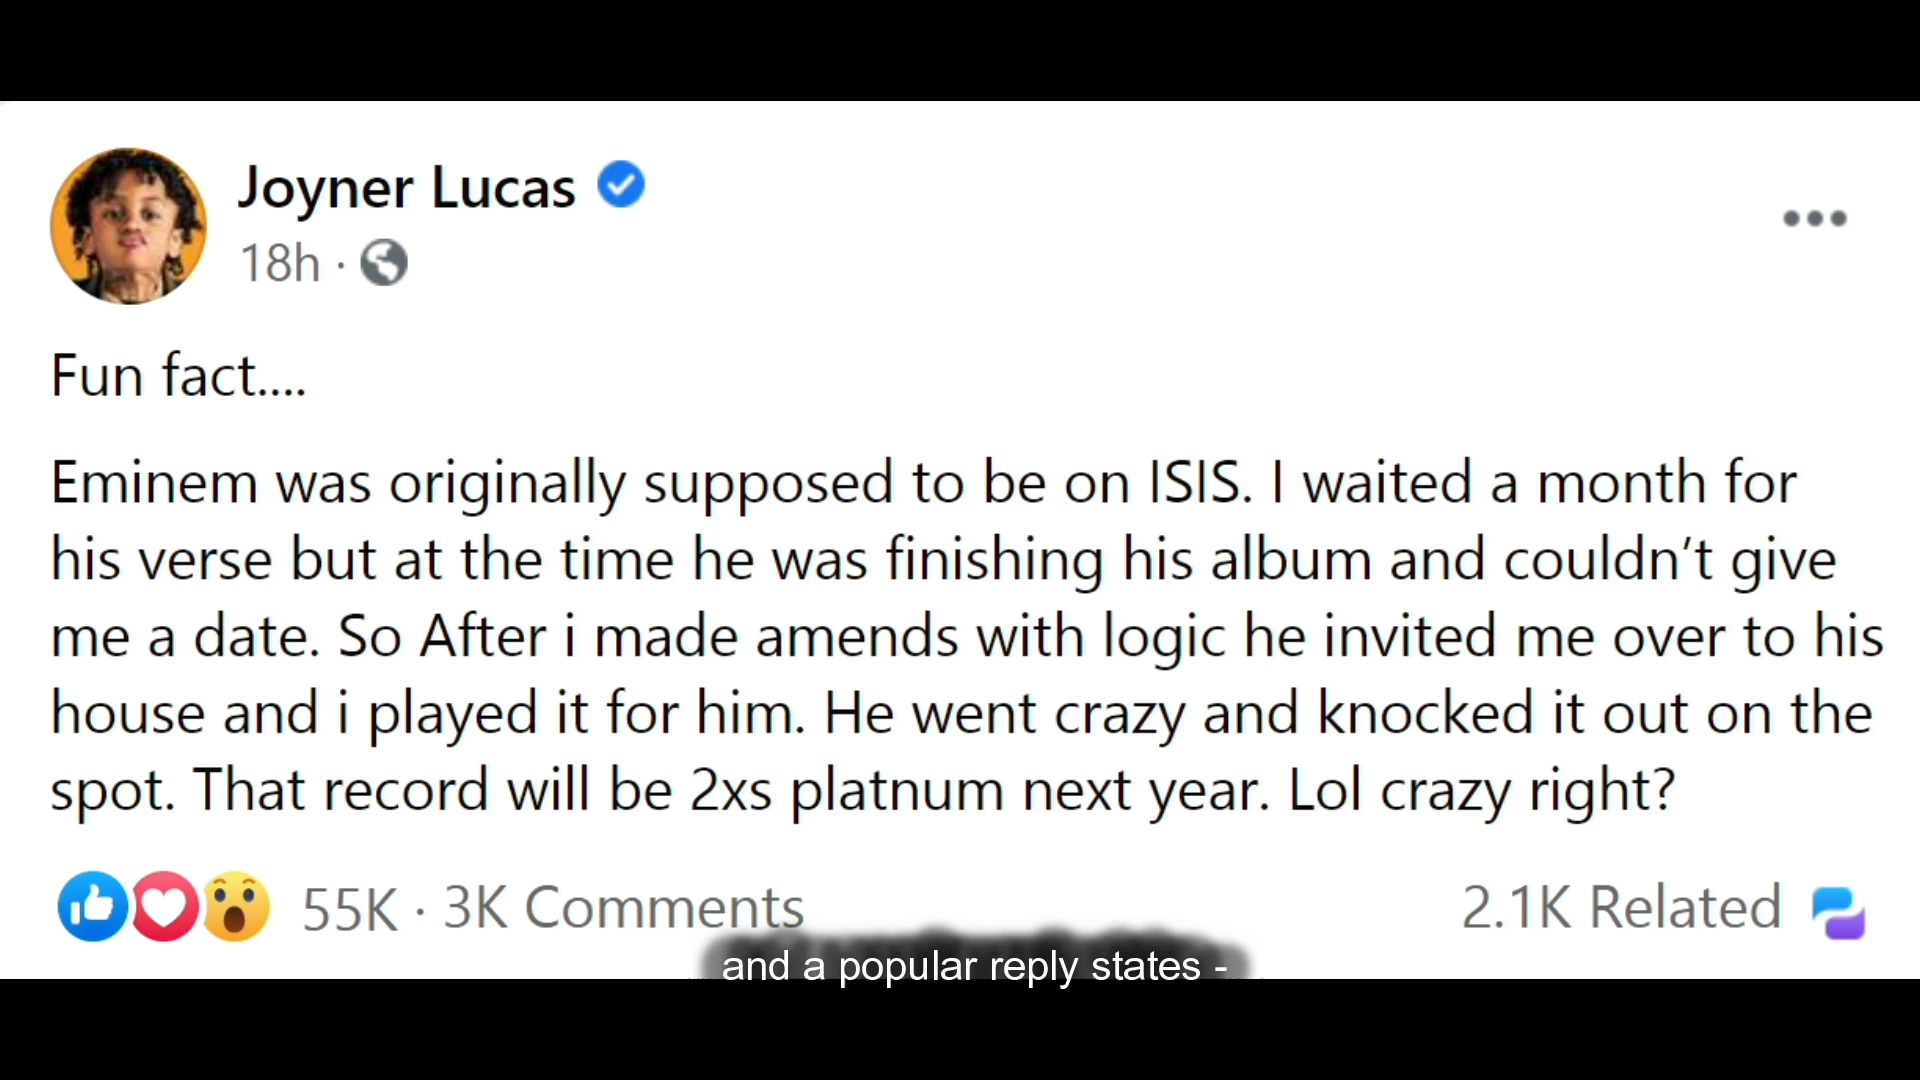 Joyner Lucas
18h ·
Fun fact....
Eminem was originally supposed to be on ISIS. I waited a month for
his verse but at the time he was finishing his album and couldn’t give
me a date. So After i made amends with logic he invited me over to his
house and i played it for him. He went crazy and knocked it out on the
spot. That record will be 2xs platnum next year. Lol crazy right?
55K · 3K Comments
2.1K Related
and a popular reply states -